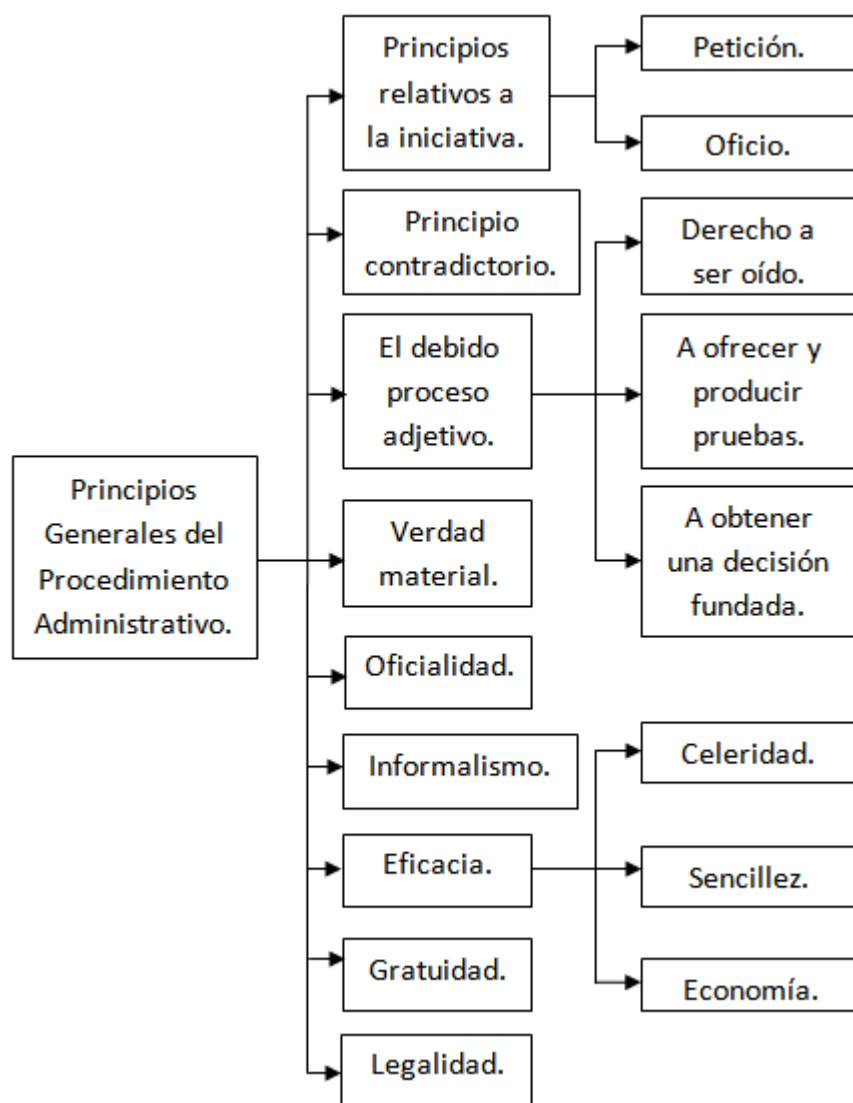 Principios
Generales del
Procedimiento
Administrativo.
Principios
relativos a
la iniciativa.
Petición.
Oficio.
Principio
contradictorio.
El debido
proceso
adjetivo.
Derecho a
ser oído.
A ofrecer y
producir
pruebas.
A obtener
una decisión
fundada.
Verdad
material.
Oficialidad.
Informalismo.
Eficacia.
Celeridad.
Sencillez.
Economía.
Gratuidad.
Legalidad.